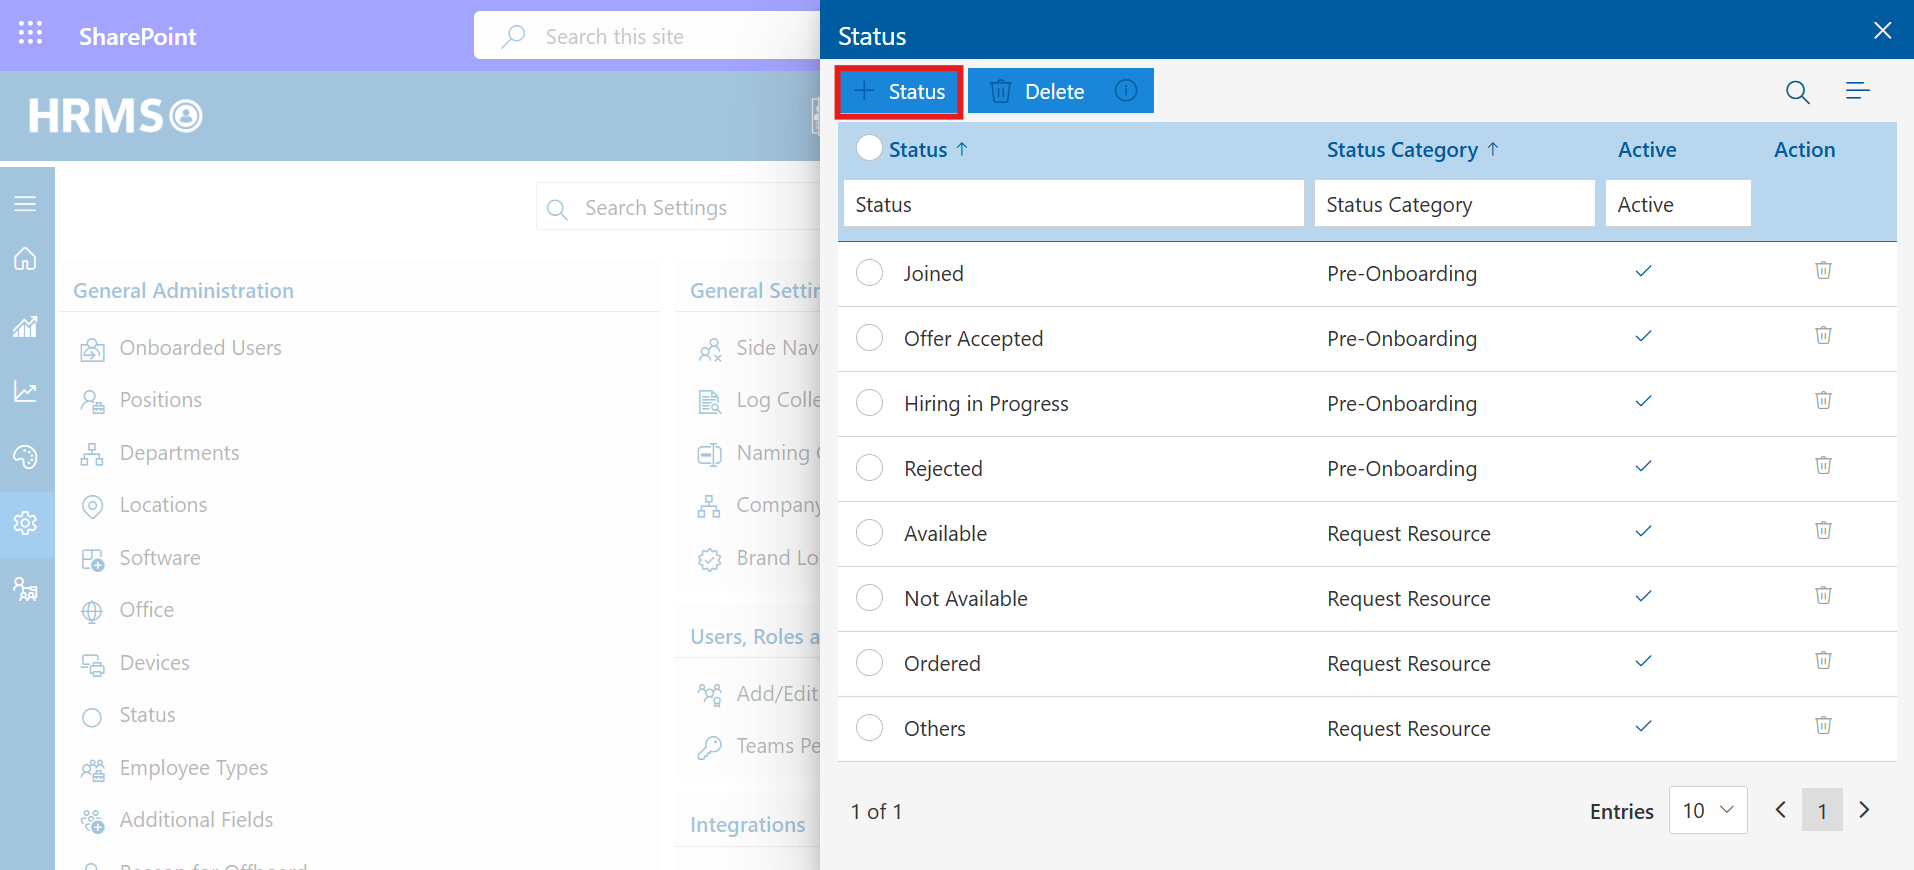 SharePoint
Search this site
HRMS
Search Settings
General Administration
Onboarded Users
Positions
Departments
Locations
Software
Office
Devices
Status
Employee Types
Additional Fields
Reason for Offboard
General Settin
Side Nav
Log Colle
Naming
Company
Brand Lo
Users, Roles a
Add/Edit
Teams Pe
Integrations
Status
Status Delete
Status Status Category Active Action
Status Status Category Active
Joined Pre-Onboarding
Offer Accepted Pre-Onboarding
Hiring in Progress Pre-Onboarding
Rejected Pre-Onboarding
Available Request Resource
Not Available Request Resource
Ordered Request Resource
Others Request Resource
1 of 1 Entries 10 1